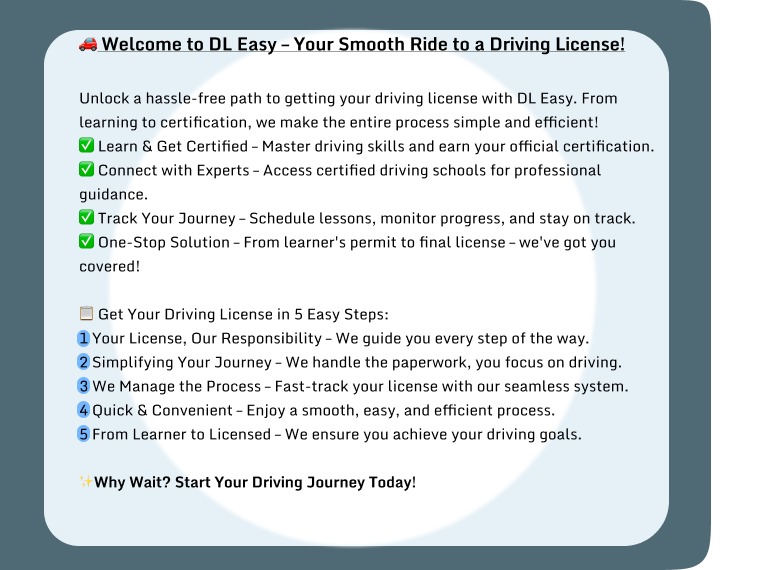 🚗 Welcome to DL Easy – Your Smooth Ride to a Driving License!
Unlock a hassle-free path to getting your driving license with DL Easy. From
learning to certification, we make the entire process simple and efficient!
✅ Learn & Get Certified – Master driving skills and earn your official certification.
✅ Connect with Experts – Access certified driving schools for professional
guidance.
✅ Track Your Journey – Schedule lessons, monitor progress, and stay on track.
✅ One-Stop Solution – From learner's permit to final license – we've got you
covered!
📋 Get Your Driving License in 5 Easy Steps:
1 Your License, Our Responsibility – We guide you every step of the way.
2 Simplifying Your Journey – We handle the paperwork, you focus on driving.
3 We Manage the Process – Fast-track your license with our seamless system.
4 Quick & Convenient – Enjoy a smooth, easy, and efficient process.
5 From Learner to Licensed – We ensure you achieve your driving goals.
✨Why Wait? Start Your Driving Journey Today!